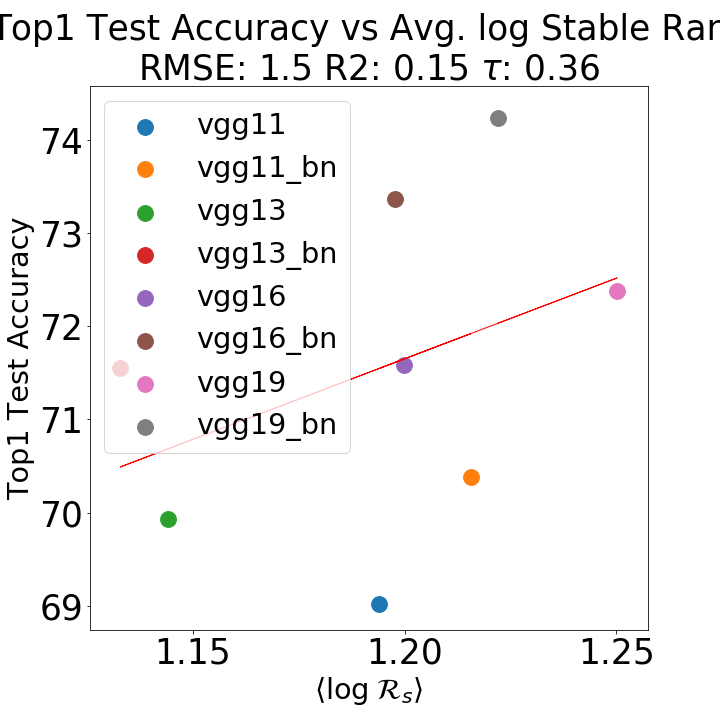 Top1 Test Accuracy vs Avg. log Stable Ran
RMSE: 1.5 R2: 0.15 τ: 0.36
74
73
72
71
70
69
Top1 Test Accuracy
vgg11
vgg11_bn
vgg13
vgg13_bn
vgg16
vgg16_bn
vgg19
vgg19_bn
1.15
1.20
1.25
⟨log ℛₛ⟩